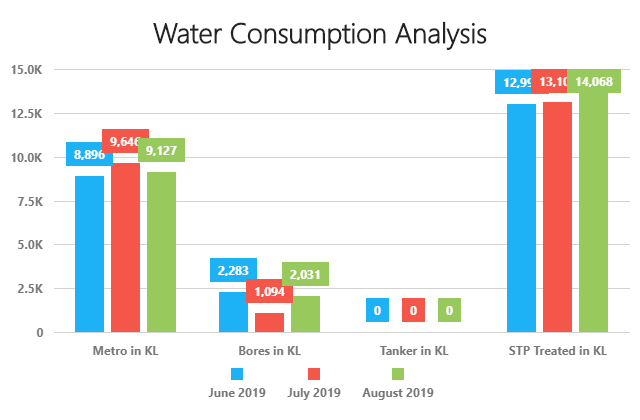 Water Consumption Analysis
15.0K
12.5K
10.0K
7.5K
5.0K
2.5K
0
8,896
9,646
9,127
2,283
1,094
2,031
0
0
0
14,068
Metro in KL
Bores in KL
Tanker in KL
STP Treated in KL
June 2019
July 2019
August 2019